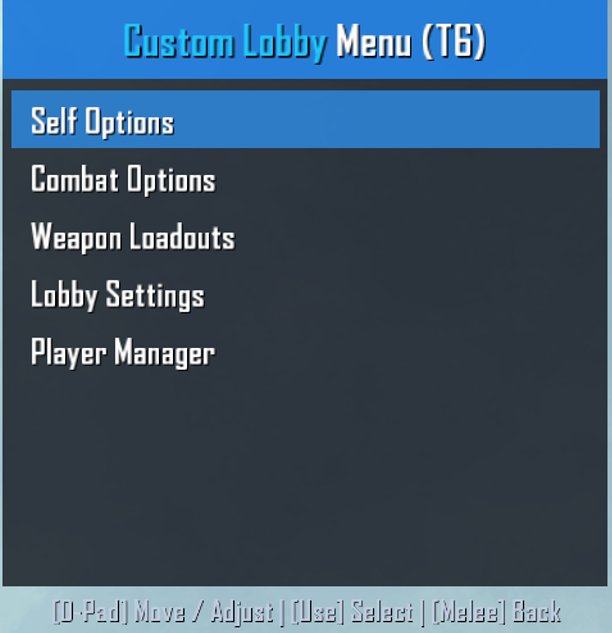 Custom Lobby Menu (T6)
Self Options
Combat Options
Weapon Loadouts
Lobby Settings
Player Manager
[D-Pad] Move / Adjust | [Use] Select | [Melee] Back